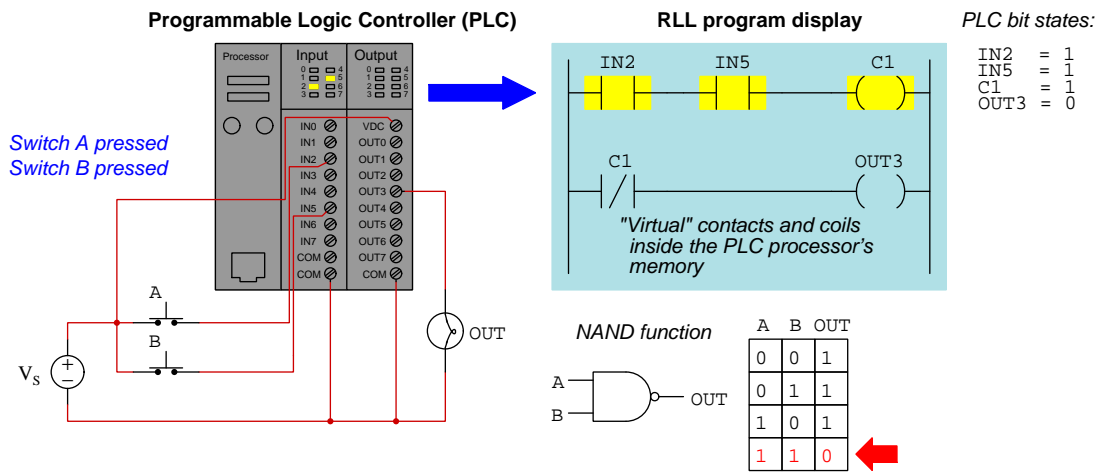 Programmable Logic Controller (PLC)
RLL program display
PLC bit states:
Processor
Input
Output
0 4
1 5
2 6
3 7
0 4
1 5
2 6
3 7
IN0
IN1
IN2
IN3
IN4
IN5
IN6
IN7
COM
COM
VDC
OUT0
OUT1
OUT2
OUT3
OUT4
OUT5
OUT6
OUT7
COM
Switch A pressed
Switch B pressed
A
B
VS
+
−
OUT
IN2 IN5 C1
C1 OUT3
"Virtual" contacts and coils
inside the PLC processor's
memory
IN2 = 1
IN5 = 1
C1 = 1
OUT3 = 0
NAND function
A
B
OUT
A B OUT
0 0 1
0 1 1
1 0 1
1 1 0